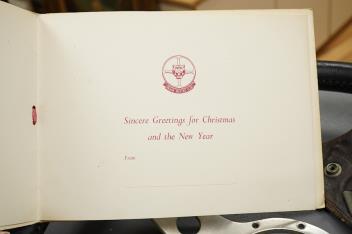 Sincere Greetings for Christmas
and the New Year
From